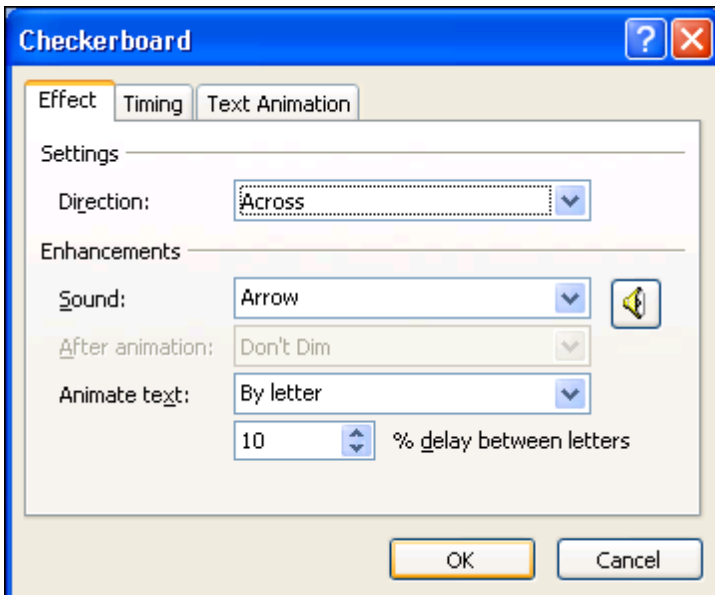 Checkerboard ?
Effect Timing Text Animation
Settings
Direction: Across
Enhancements
Sound: Arrow
After animation: Don't Dim
Animate text: By letter
10 % delay between letters
OK Cancel